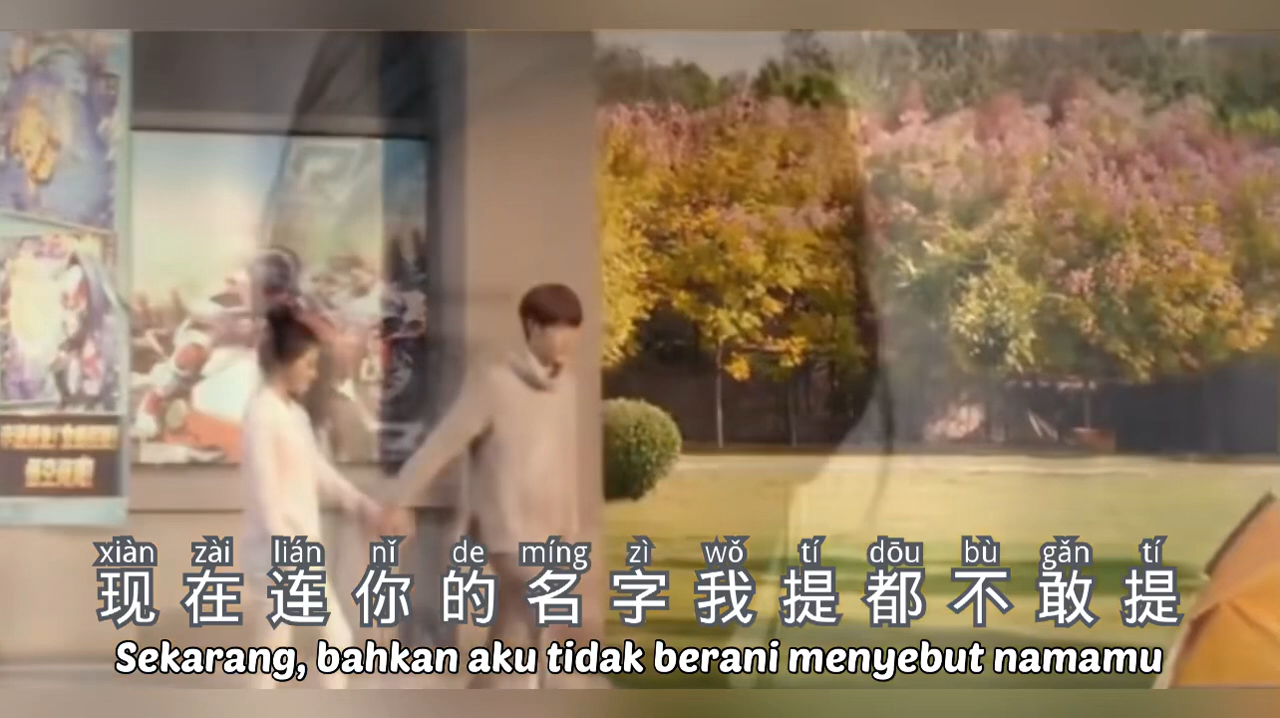 xiàn zài lián nǐ de míng zì wǒ tí dōu bù gǎn tí
现在连你的名字我提都不敢提
Sekarang, bahkan aku tidak berani menyebut namamu